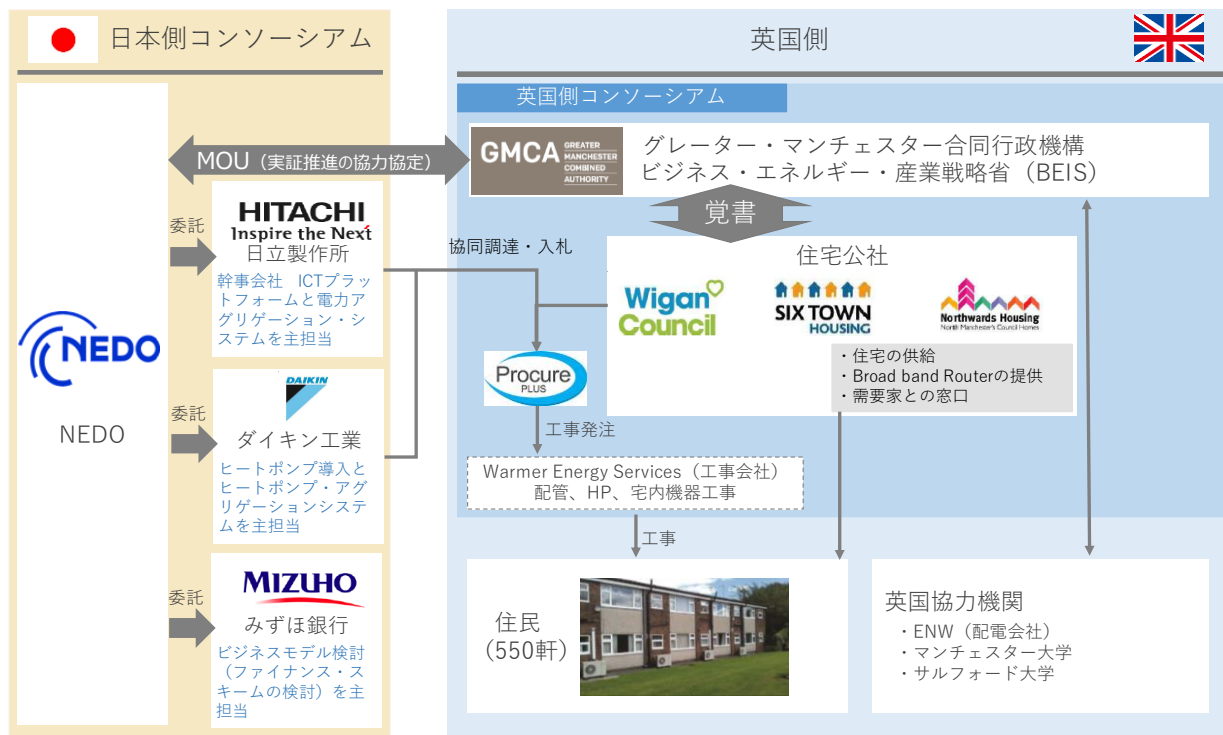 日本側コンソーシアム
NEDO
NEDO
MOU（実証推進の協力協定）
委託
HITACHI
Inspire the Next
日立製作所
幹事会社　ICTプラッ
トフォームと電力ア
グリゲーション・シ
ステムを主担当
委託
DAIKIN
ダイキン工業
ヒートポンプ導入と
ヒートポンプ・アグ
リゲーションシステ
ムを主担当
委託
MIZUHO
みずほ銀行
ビジネスモデル検討
（ファイナンス・ス
キームの検討）を主
担当
英国側
英国側コンソーシアム
GMCA
GREATER
MANCHESTER
COMBINED
AUTHORITY
グレーター・マンチェスター合同行政機構
ビジネス・エネルギー・産業戦略省（BEIS）
覚書
協同調達・入札
住宅公社
Wigan
Council
SIX TOWN
HOUSING
Northwards Housing
North Manchester's Council Homes
・住宅の供給
・Broad band Routerの提供
・需要家との窓口
Procure
PLUS
工事発注
Warmer Energy Services（工事会社）
配管、HP、宅内機器工事
工事
住民
(550軒)
英国協力機関
・ENW（配電会社）
・マンチェスター大学
・サルフォード大学